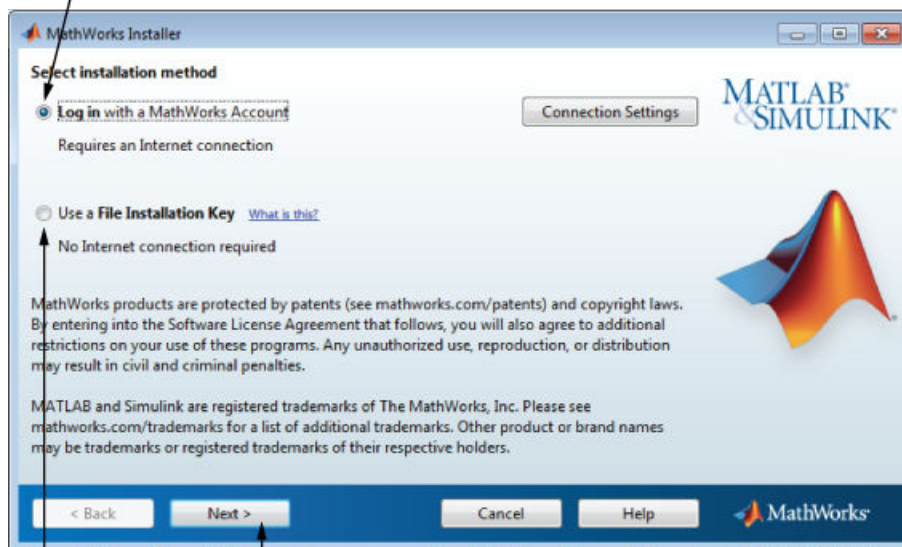 MathWorks Installer
Select installation method
Log in with a MathWorks Account
Connection Settings
MATLAB®
&SIMULINK®
Requires an Internet connection
Use a File Installation Key What is this?
No Internet connection required
MathWorks products are protected by patents (see mathworks.com/patents) and copyright laws.
By entering into the Software License Agreement that follows, you will also agree to additional
restrictions on your use of these programs. Any unauthorized use, reproduction, or distribution
may result in civil and criminal penalties.
MATLAB and Simulink are registered trademarks of The MathWorks, Inc. Please see
mathworks.com/trademarks for a list of additional trademarks. Other product or brand names
may be trademarks or registered trademarks of their respective holders.
< Back
Next >
Cancel
Help
MathWorks®